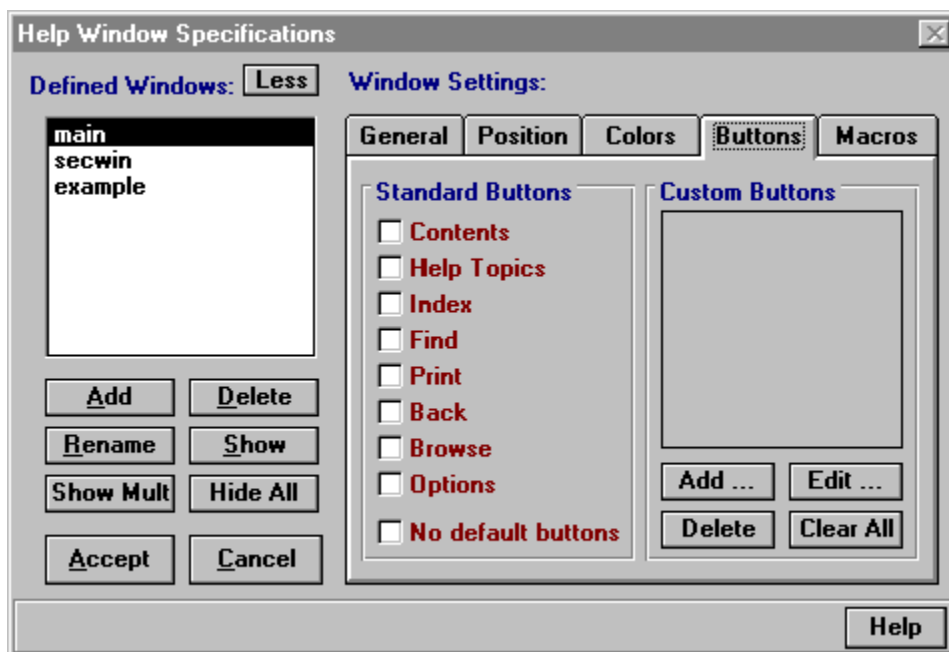 Help Window Specifications
Defined Windows: Less
main
secwin
example
Add Delete
Rename Show
Show Mult Hide All
Accept Cancel
Window Settings:
General Position Colors Buttons Macros
Standard Buttons
Contents
Help Topics
Index
Find
Print
Back
Browse
Options
No default buttons
Custom Buttons
Add ... Edit ...
Delete Clear All
Help